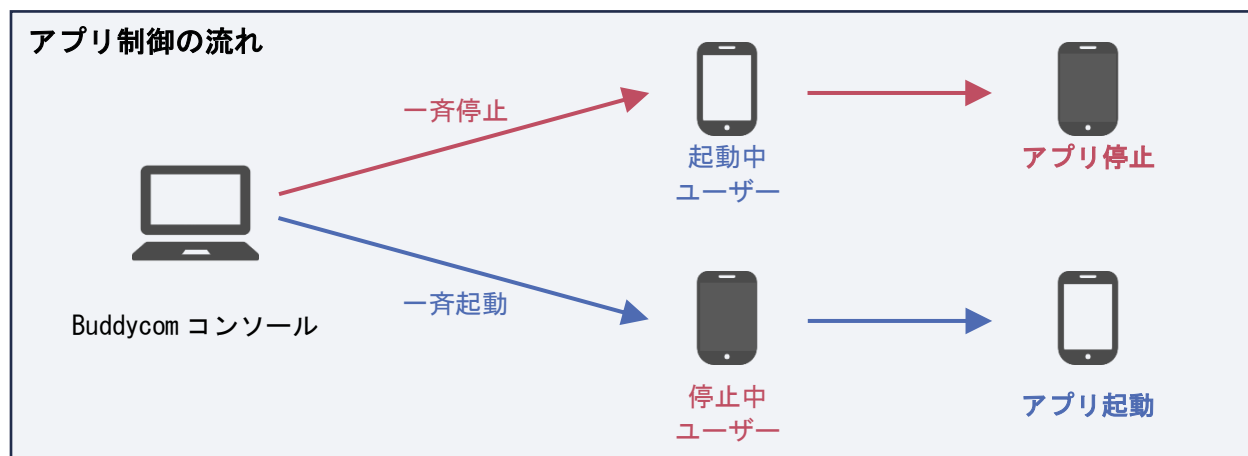 アプリ制御の流れ
一斉停止
起動中
ユーザー
アプリ停止
Buddycom コンソール
一斉起動
停止中
ユーザー
アプリ起動